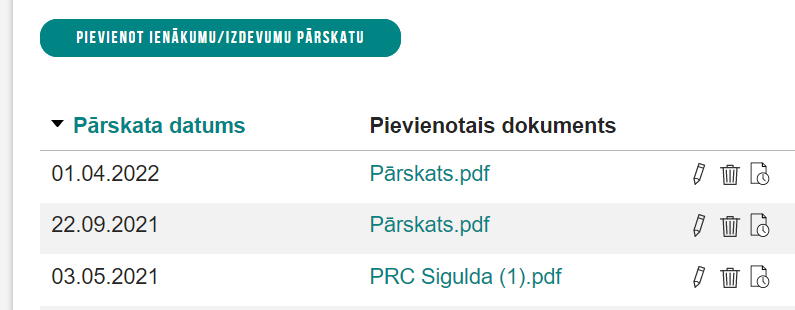 PIEVIENOT IENĀKUMU/IZDEVUMU PĀRSKATU
Pārskata datums Pievienotais dokuments
01.04.2022 Pārskats.pdf
22.09.2021 Pārskats.pdf
03.05.2021 PRC Sigulda (1).pdf